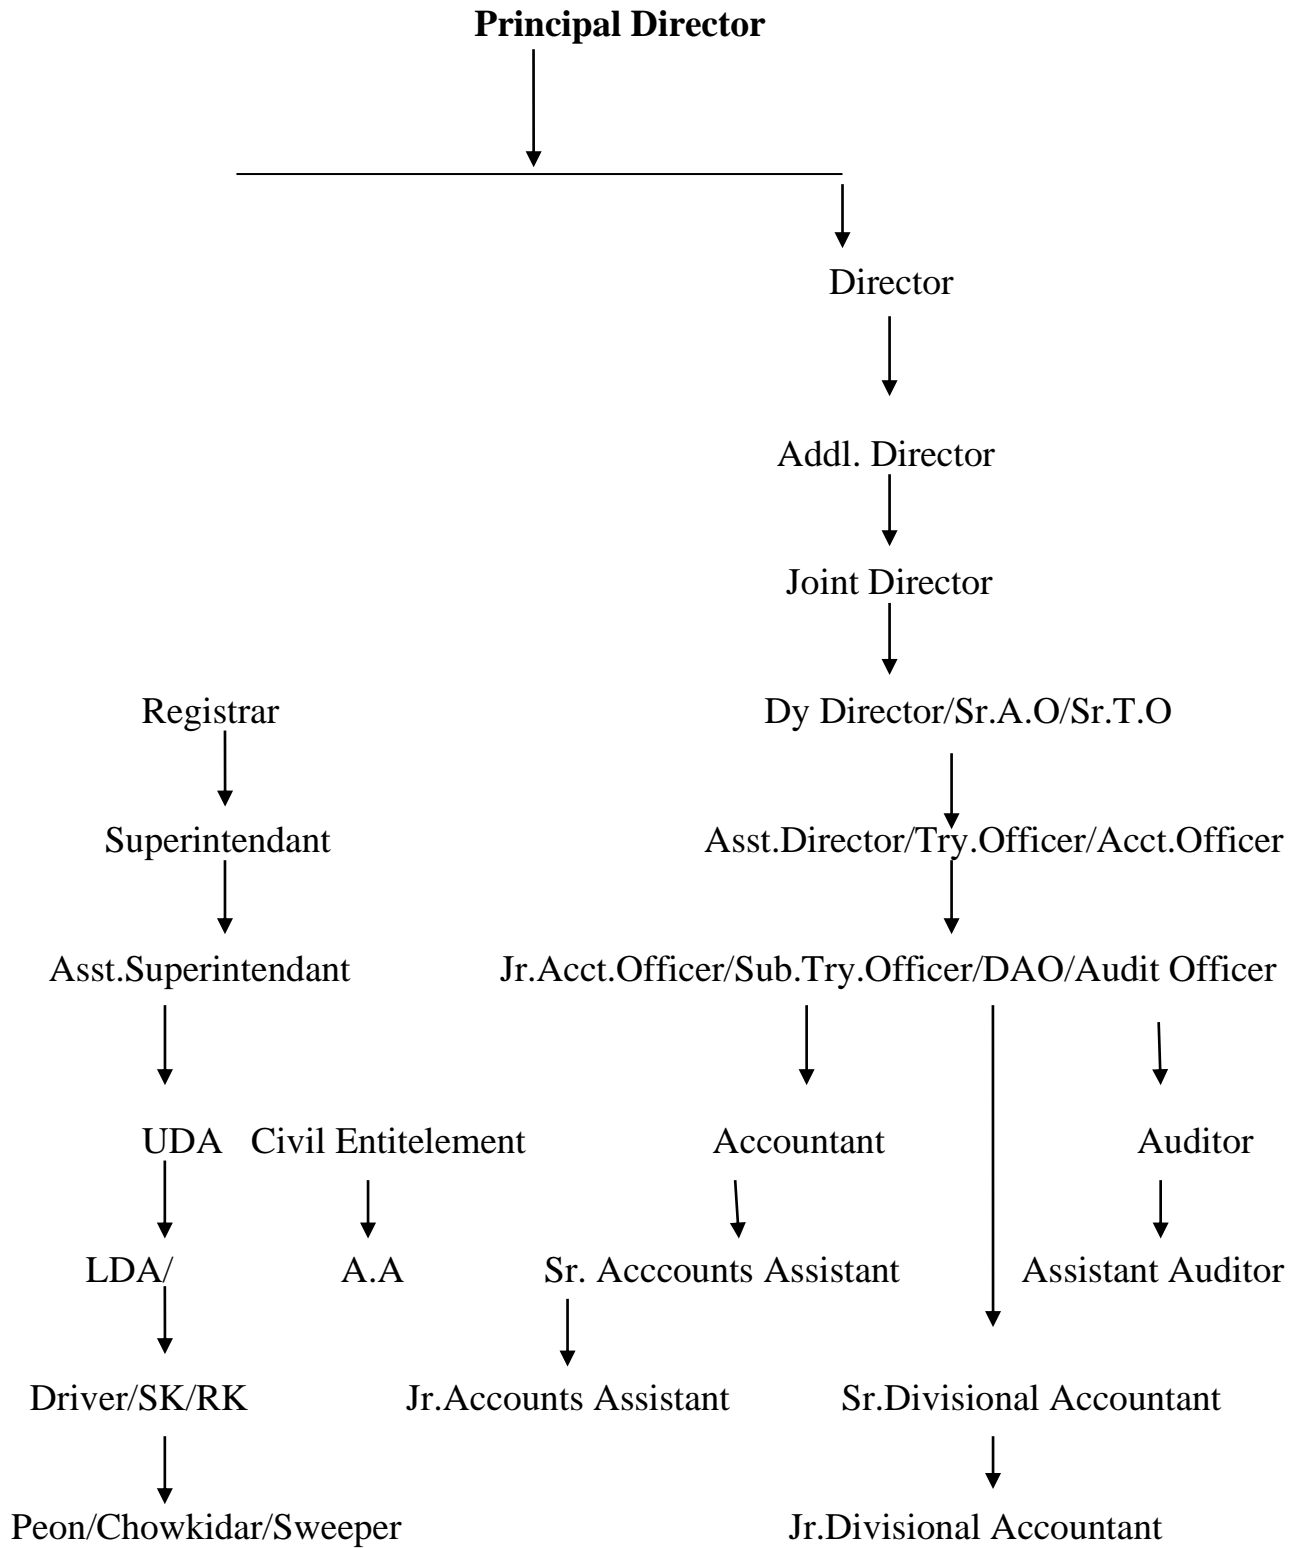 Principal Director
Director
Addl. Director
Joint Director
Registrar Dy Director/Sr.A.O/Sr.T.O
Superintendant Asst.Director/Try.Officer/Acct.Officer
Asst.Superintendant Jr.Acct.Officer/Sub.Try.Officer/DAO/Audit Officer
UDA Civil Entitelement Accountant Auditor
LDA/ A.A Sr. Acccounts Assistant Assistant Auditor
Driver/SK/RK Jr.Accounts Assistant Sr.Divisional Accountant
Peon/Chowkidar/Sweeper Jr.Divisional Accountant